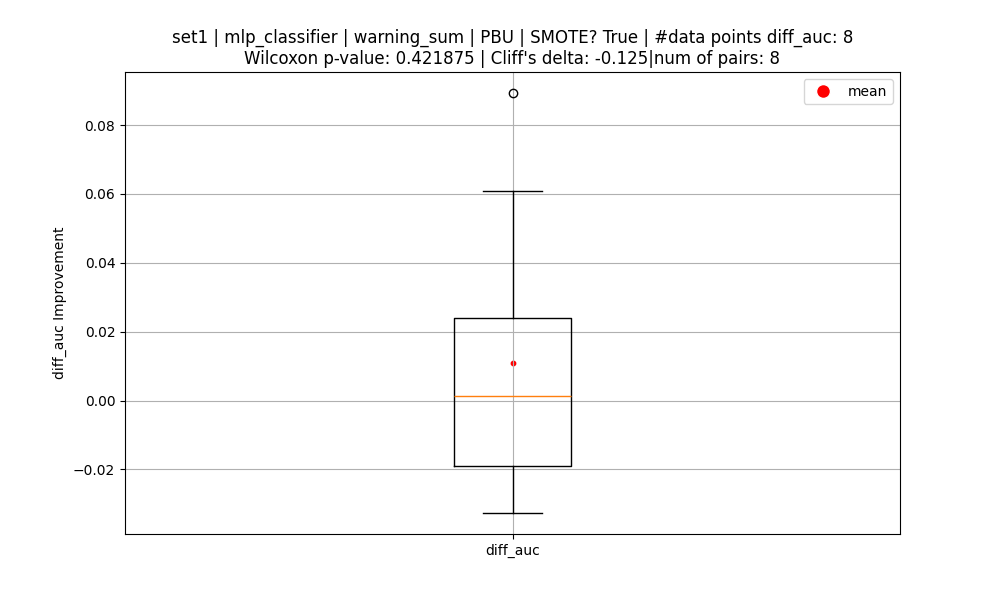 set1 | mlp_classifier | warning_sum | PBU | SMOTE? True | #data points diff_auc: 8
Wilcoxon p-value: 0.421875 | Cliff's delta: -0.125|num of pairs: 8
mean
0.08
0.06
0.04
0.02
0.00
−0.02
diff_auc Improvement
diff_auc